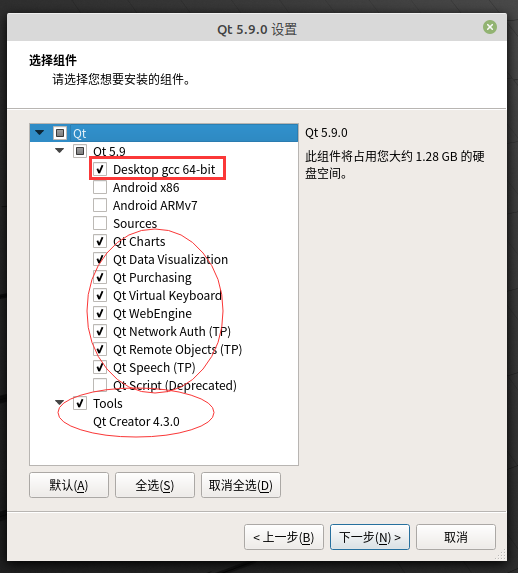 Qt 5.9.0 设置
选择组件
请选择您想要安装的组件。
Qt
Qt 5.9
Desktop gcc 64-bit
Android x86
Android ARMv7
Sources
Qt Charts
Qt Data Visualization
Qt Purchasing
Qt Virtual Keyboard
Qt WebEngine
Qt Network Auth (TP)
Qt Remote Objects (TP)
Qt Speech (TP)
Qt Script (Deprecated)
Tools
Qt Creator 4.3.0
Qt 5.9.0
此组件将占用您大约 1.28 GB 的硬
盘空间。
默认(A)
全选(S)
取消全选(D)
< 上一步(B)
下一步(N) >
取消